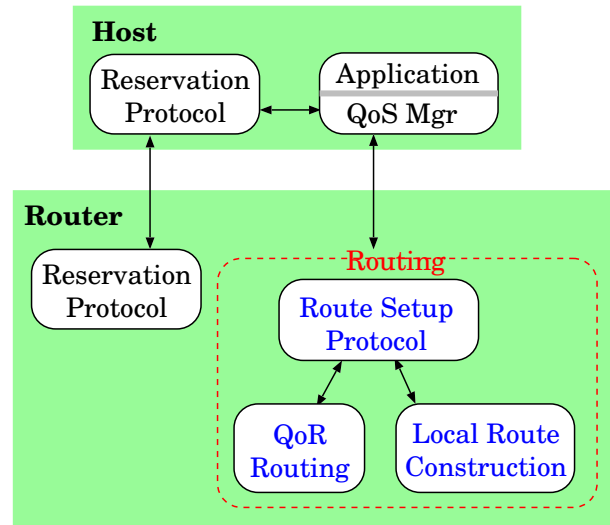 Host
Reservation
Protocol
Application
QoS Mgr
Router
Reservation
Protocol
Routing
Route Setup
Protocol
QoR
Routing
Local Route
Construction